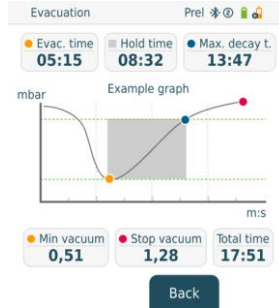 Evacuation Prel
Evac. time Hold time Max. decay t.
05:15 08:32 13:47
mbar Example graph
m:s
Min vacuum Stop vacuum Total time
0,51 1,28 17:51
Back